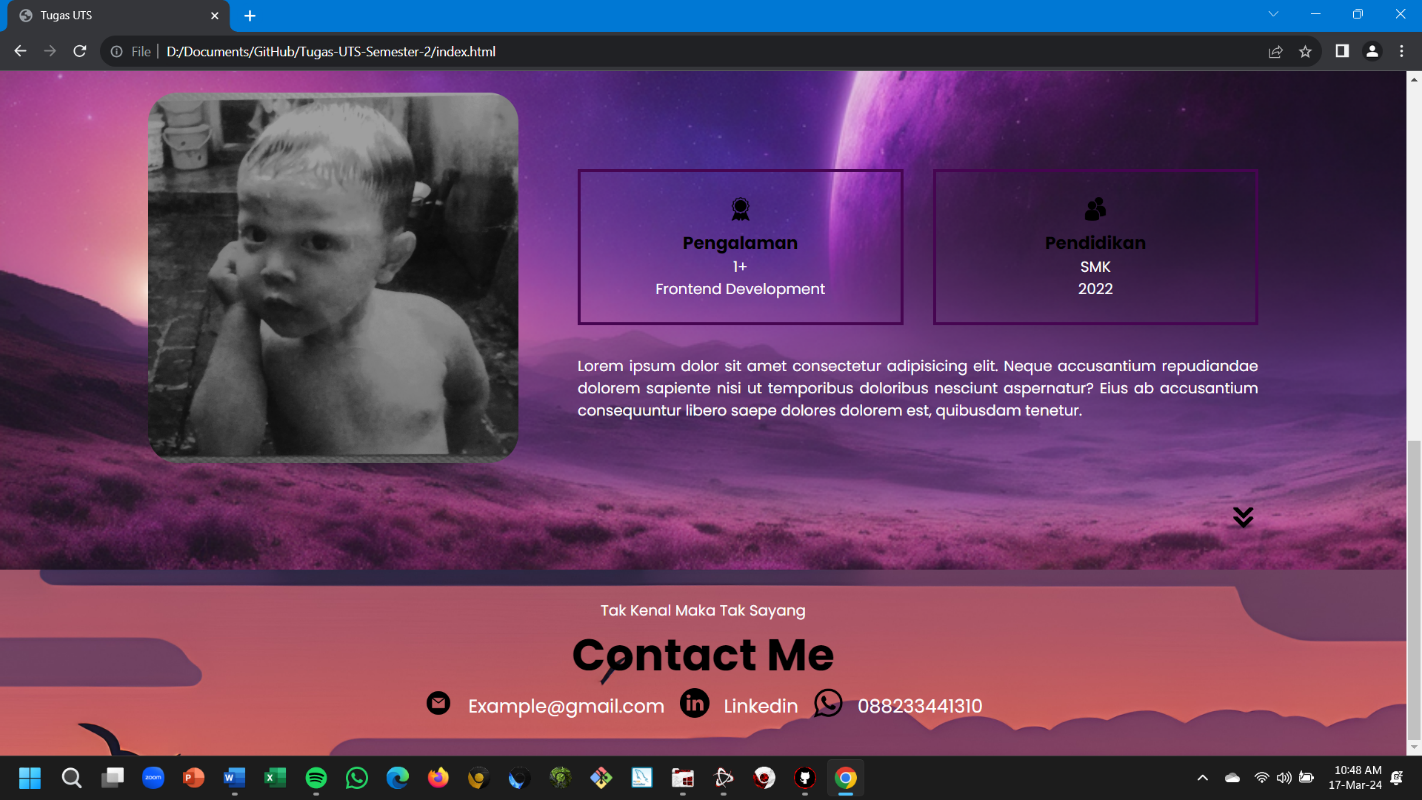 Tugas UTS
File
D:/Documents/GitHub/Tugas-UTS-Semester-2/index.html
Pengalaman
1+
Frontend Development
Pendidikan
SMK
2022
Lorem ipsum dolor sit amet consectetur adipisicing elit. Neque accusantium repudiandae
dolorem sapiente nisi ut temporibus doloribus nesciunt aspernatur? Eius ab accusantium
consequuntur libero saepe dolores dolorem est, quibusdam tenetur.
Tak Kenal Maka Tak Sayang
Contact Me
Example@gmail.com Linkedin 088233441310
zoom
10:48 AM
17-Mar-24